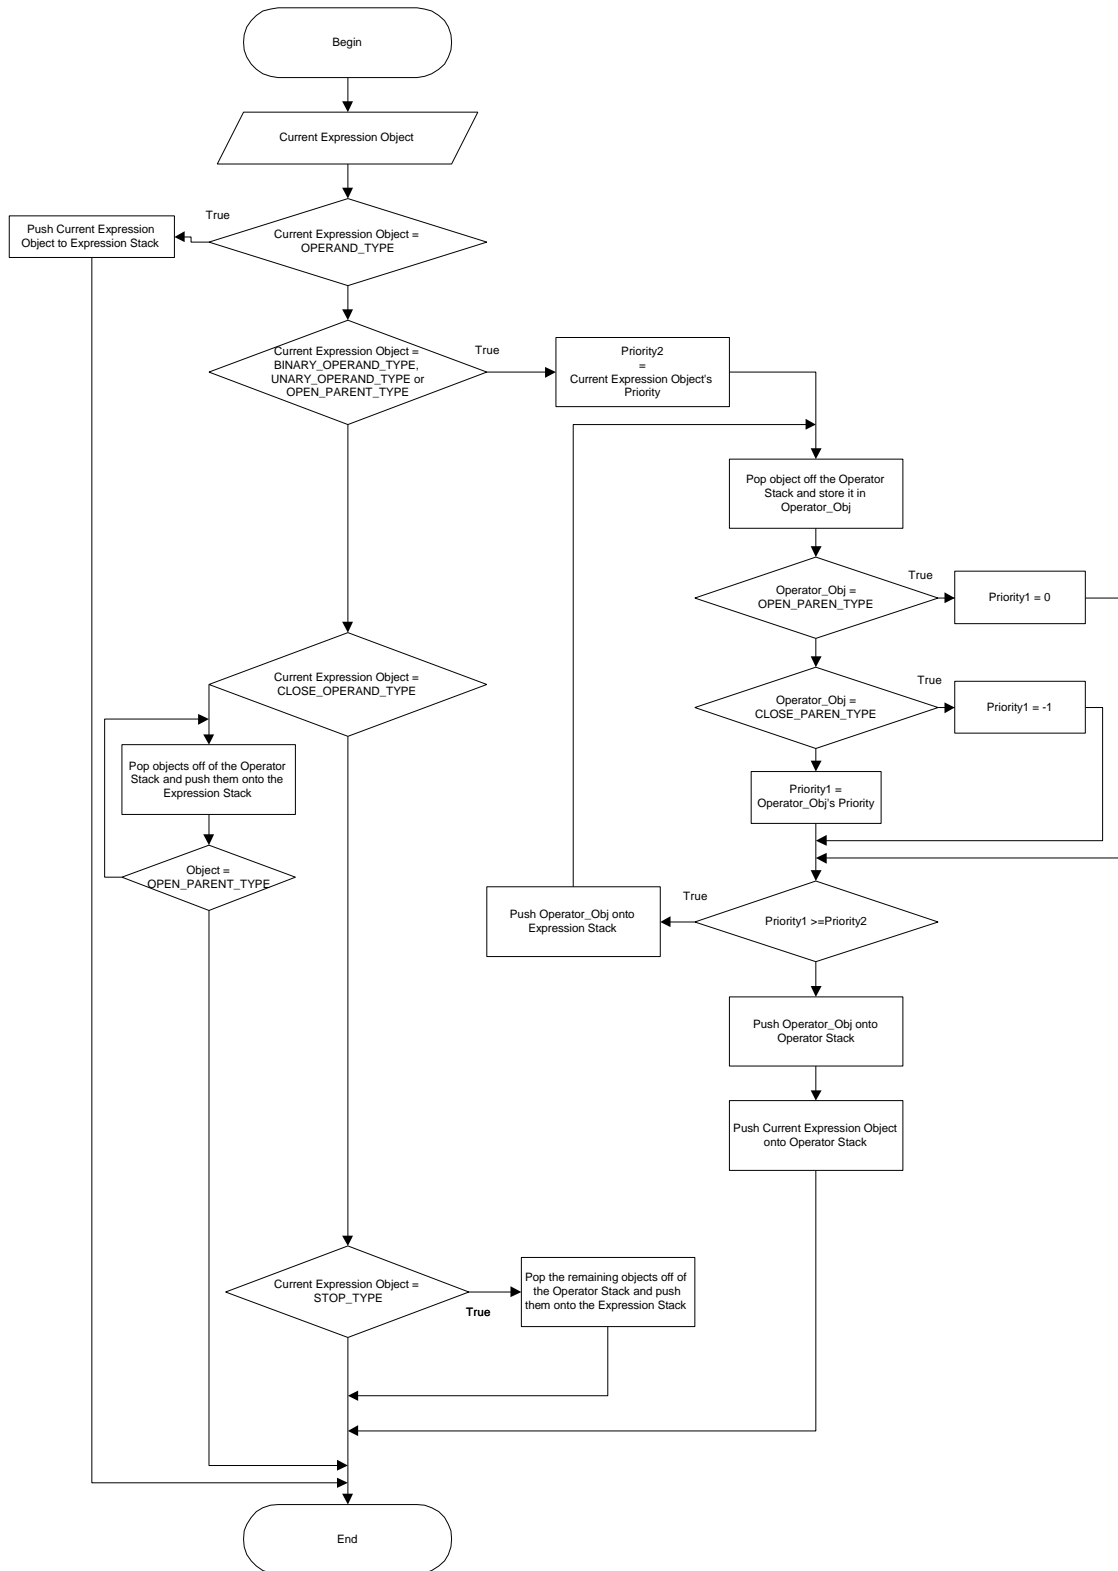 Begin
Current Expression Object
True
Push Current Expression
Object to Expression Stack
Current Expression Object =
OPERAND_TYPE
Current Expression Object =
BINARY_OPERAND_TYPE,
UNARY_OPERAND_TYPE or
OPEN_PARENT_TYPE
True
Priority2
=
Current Expression Object's
Priority
Pop object off the Operator
Stack and store it in
Operator_Obj
Operator_Obj =
OPEN_PAREN_TYPE
True
Priority1 = 0
Current Expression Object =
CLOSE_OPERAND_TYPE
Operator_Obj =
CLOSE_PAREN_TYPE
True
Priority1 = -1
Pop objects off of the Operator
Stack and push them onto the
Expression Stack
Priority1 =
Operator_Obj's Priority
Object =
OPEN_PARENT_TYPE
True
Push Operator_Obj onto
Expression Stack
Priority1 >=Priority2
Push Operator_Obj onto
Operator Stack
Push Current Expression Object
onto Operator Stack
Current Expression Object =
STOP_TYPE
True
Pop the remaining objects off of
the Operator Stack and push
them onto the Expression Stack
End